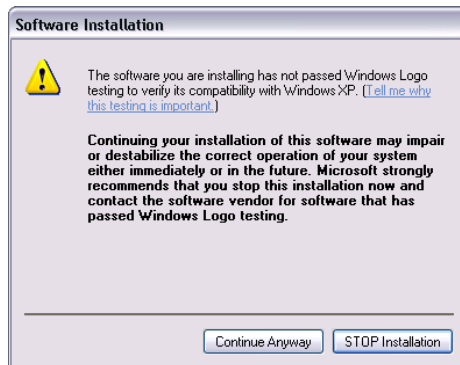 Software Installation
The software you are installing has not passed Windows Logo
testing to verify its compatibility with Windows XP. (Tell me why
this testing is important.)
Continuing your installation of this software may impair
or destabilize the correct operation of your system
either immediately or in the future. Microsoft strongly
recommends that you stop this installation now and
contact the software vendor for software that has
passed Windows Logo testing.
Continue Anyway
STOP Installation